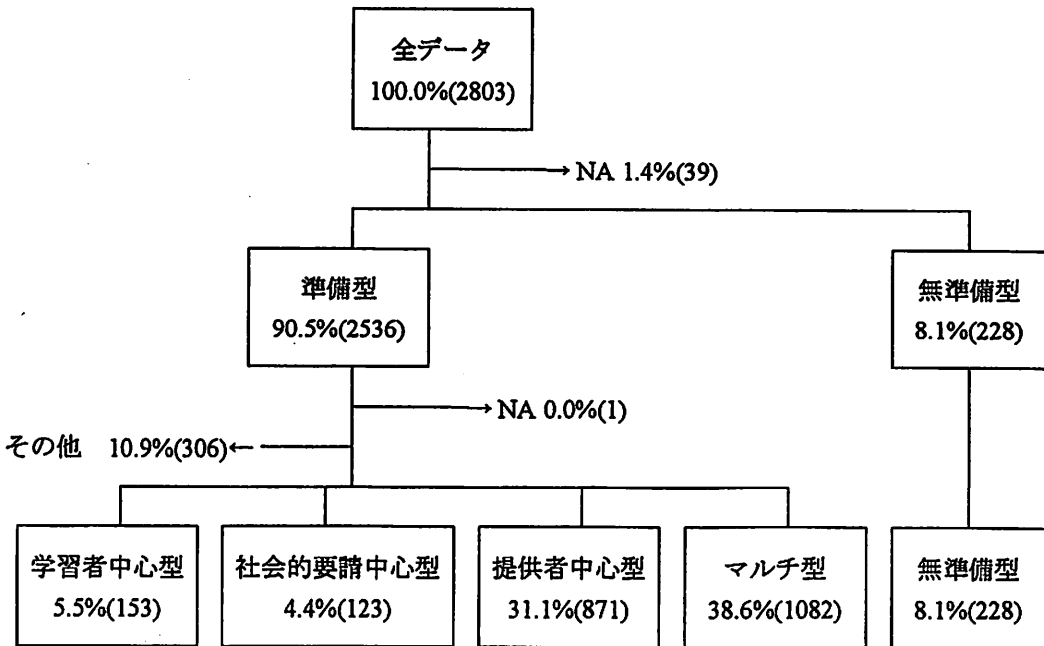 全データ
100.0%(2803)
→NA 1.4%(39)
準備型
90.5%(2536)
無準備型
8.1%(228)
→NA 0.0%(1)
その他 10.9%(306)←
学習者中心型
5.5%(153)
社会的要請中心型
4.4%(123)
提供者中心型
31.1%(871)
マルチ型
38.6%(1082)
無準備型
8.1%(228)